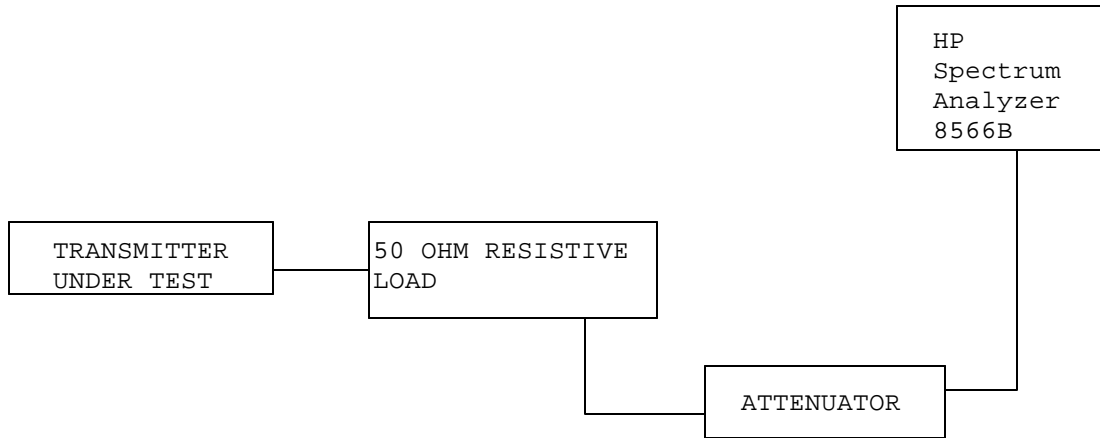 HP
Spectrum
Analyzer
8566B
TRANSMITTER
UNDER TEST
50 OHM RESISTIVE
LOAD
ATTENUATOR